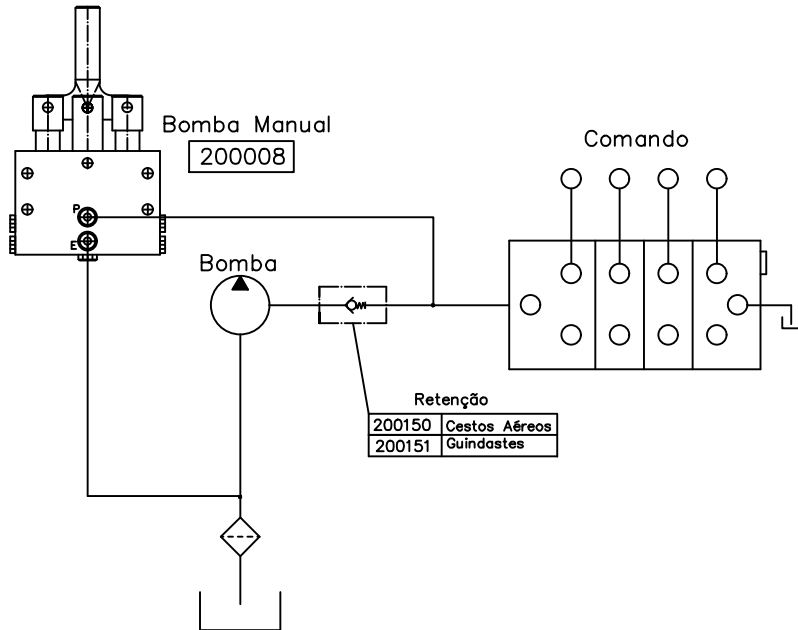 Bomba Manual
200008
Comando
P
E
Bomba
Retenção
200150 Cestos Aéreos
200151 Guindastes